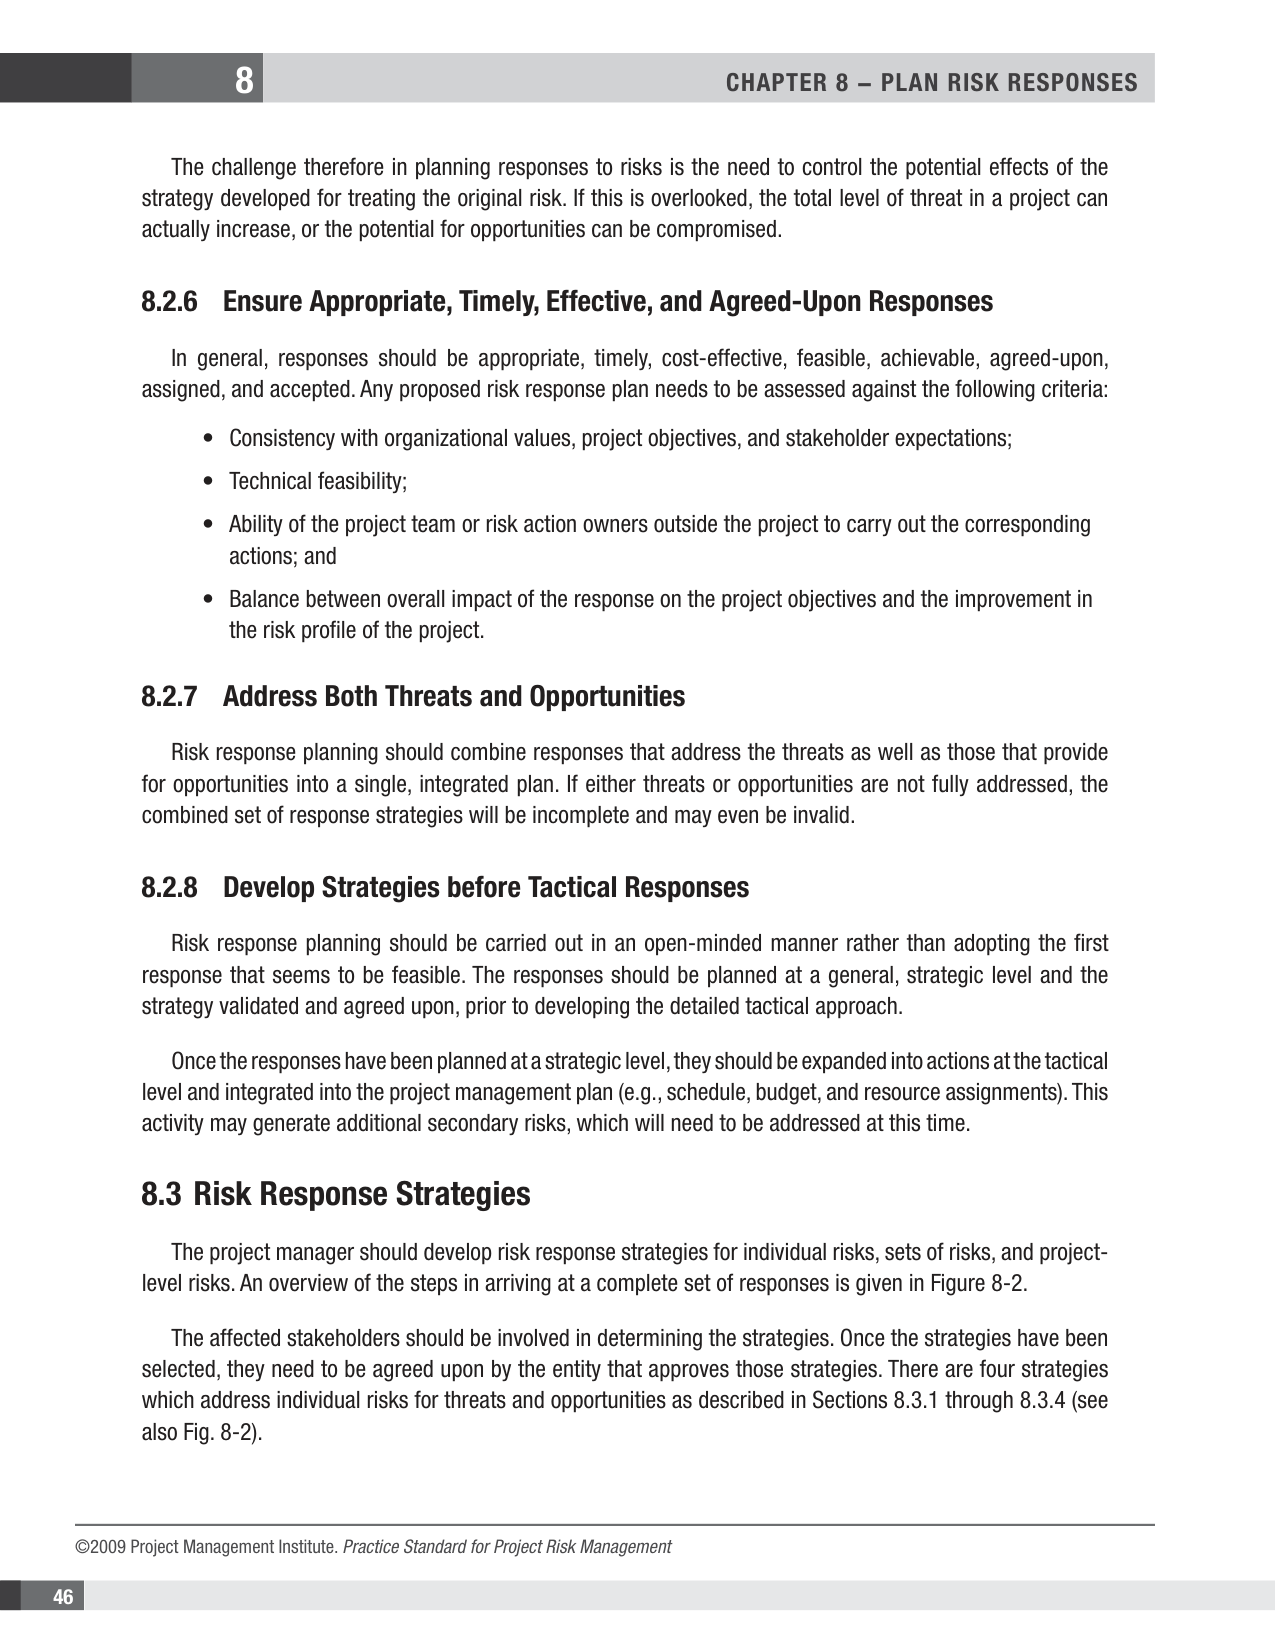 8
CHAPTER 8 – PLAN RISK RESPONSES
The challenge therefore in planning responses to risks is the need to control the potential effects of the
strategy developed for treating the original risk. If this is overlooked, the total level of threat in a project can
actually increase, or the potential for opportunities can be compromised.
8.2.6 Ensure Appropriate, Timely, Effective, and Agreed-Upon Responses
In general, responses should be appropriate, timely, cost-effective, feasible, achievable, agreed-upon,
assigned, and accepted. Any proposed risk response plan needs to be assessed against the following criteria:
• Consistency with organizational values, project objectives, and stakeholder expectations;
• Technical feasibility;
• Ability of the project team or risk action owners outside the project to carry out the corresponding
actions; and
• Balance between overall impact of the response on the project objectives and the improvement in
the risk profile of the project.
8.2.7 Address Both Threats and Opportunities
Risk response planning should combine responses that address the threats as well as those that provide
for opportunities into a single, integrated plan. If either threats or opportunities are not fully addressed, the
combined set of response strategies will be incomplete and may even be invalid.
8.2.8 Develop Strategies before Tactical Responses
Risk response planning should be carried out in an open-minded manner rather than adopting the first
response that seems to be feasible. The responses should be planned at a general, strategic level and the
strategy validated and agreed upon, prior to developing the detailed tactical approach.
Once the responses have been planned at a strategic level, they should be expanded into actions at the tactical
level and integrated into the project management plan (e.g., schedule, budget, and resource assignments). This
activity may generate additional secondary risks, which will need to be addressed at this time.
8.3 Risk Response Strategies
The project manager should develop risk response strategies for individual risks, sets of risks, and project-
level risks. An overview of the steps in arriving at a complete set of responses is given in Figure 8-2.
The affected stakeholders should be involved in determining the strategies. Once the strategies have been
selected, they need to be agreed upon by the entity that approves those strategies. There are four strategies
which address individual risks for threats and opportunities as described in Sections 8.3.1 through 8.3.4 (see
also Fig. 8-2).
©2009 Project Management Institute. Practice Standard for Project Risk Management
46